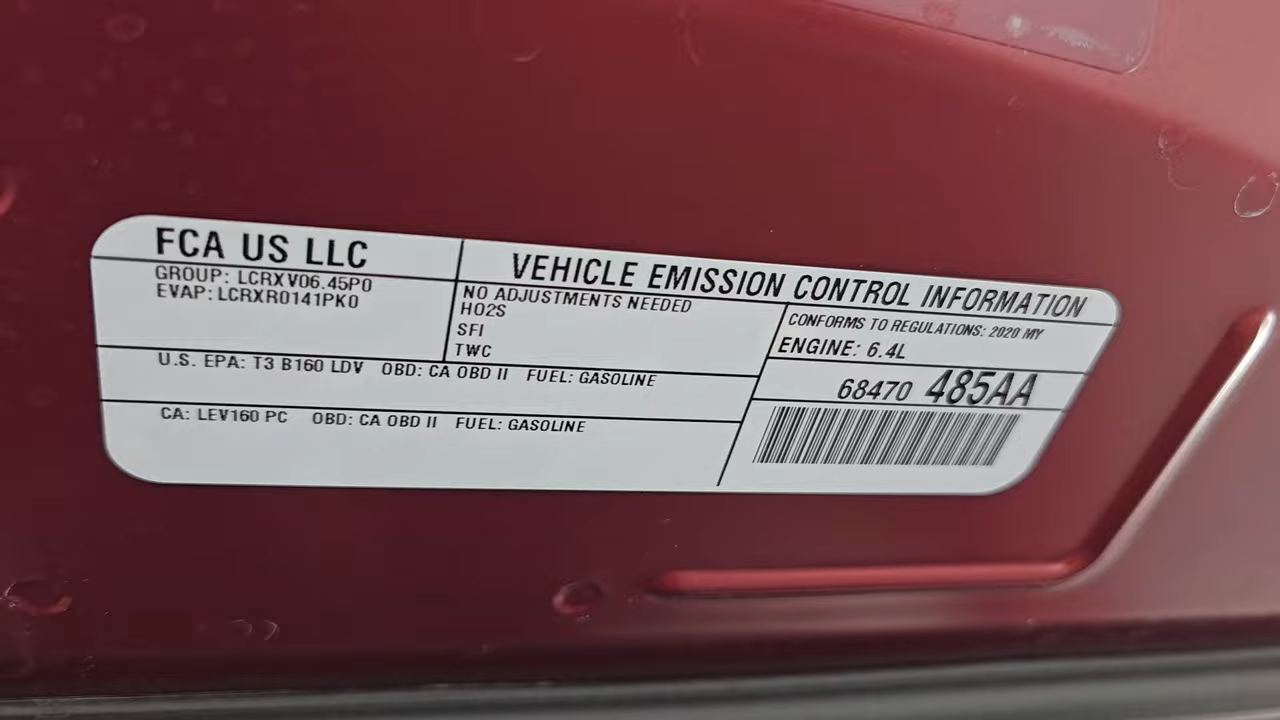 FCA US LLC
GROUP: LCRXV06.45P0
EVAP: LCRXR0141PK0
VEHICLE EMISSION CONTROL INFORMATION
NO ADJUSTMENTS NEEDED
HO2S
SFI
TWC
CONFORMS TO REGULATIONS: 2020 MY
ENGINE: 6.4L
U.S. EPA: T3 B160 LDV OBD: CA OBD II FUEL: GASOLINE
CA: LEV160 PC OBD: CA OBD II FUEL: GASOLINE
68470 485AA